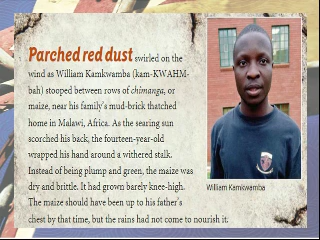 Parched red dust swirled on the
wind as William Kamkwamba (kam-KWAHM-
bah) stooped between rows of chimanga, or
maize, near his family's mud-brick thatched
home in Malawi, Africa. As the searing sun
scorched his back, the fourteen-year-old
wrapped his hand around a withered stalk.
Instead of being plump and green, the maize was
dry and brittle. It had grown barely knee-high.
The maize should have been up to his father's
chest by that time, but the rains had not come to nourish it.
William Kamkwamba